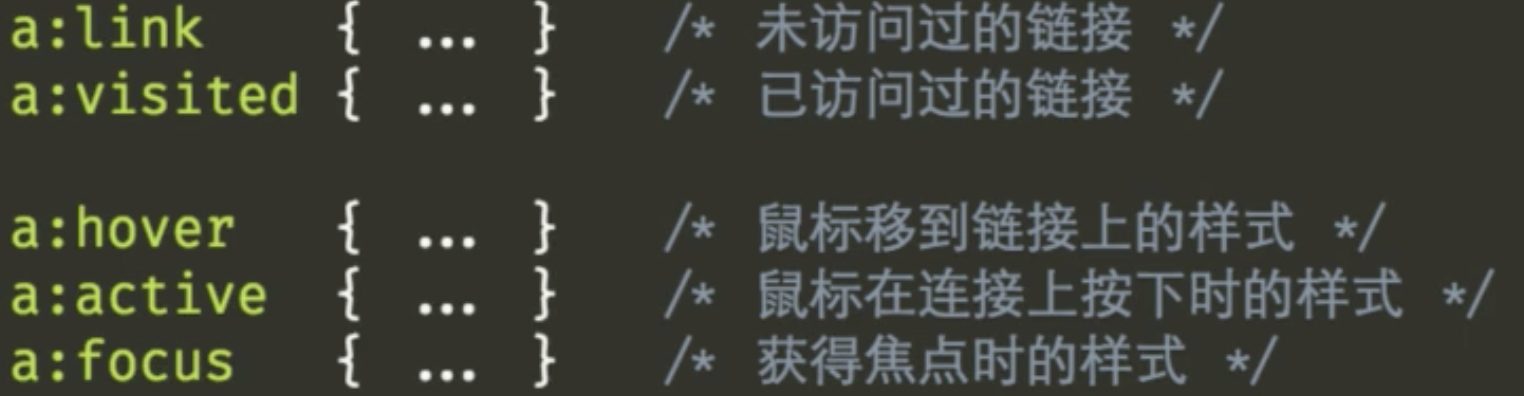 a:link { ... } /* 未访问过的链接 */
a:visited { ... } /* 已访问过的链接 */
a:hover { ... } /* 鼠标移到链接上的样式 */
a:active { ... } /* 鼠标在连接上按下时的样式 */
a:focus { ... } /* 获得焦点时的样式 */